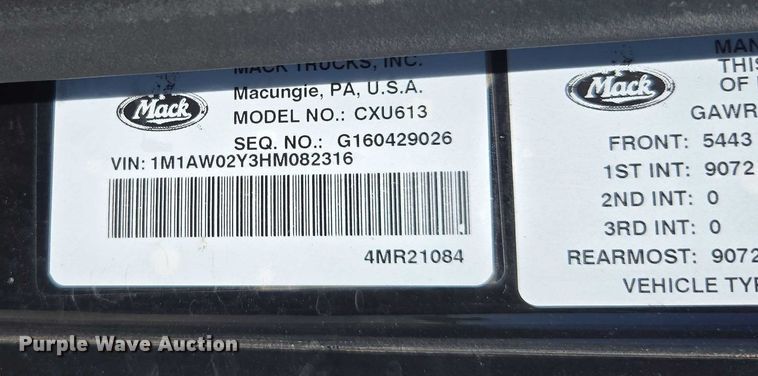 MACK TRUCKS, INC.
Mack
Macungie, PA, U.S.A.
MODEL NO.: CXU613
SEQ. NO.: G160429026
VIN: 1M1AW02Y3HM082316
4MR21084
MAN
THIS
OF
Mack
GAWR
FRONT: 5443
1ST INT: 9072
2ND INT: 0
3RD INT: 0
REARMOST: 9072
VEHICLE TYP
Purple Wave Auction